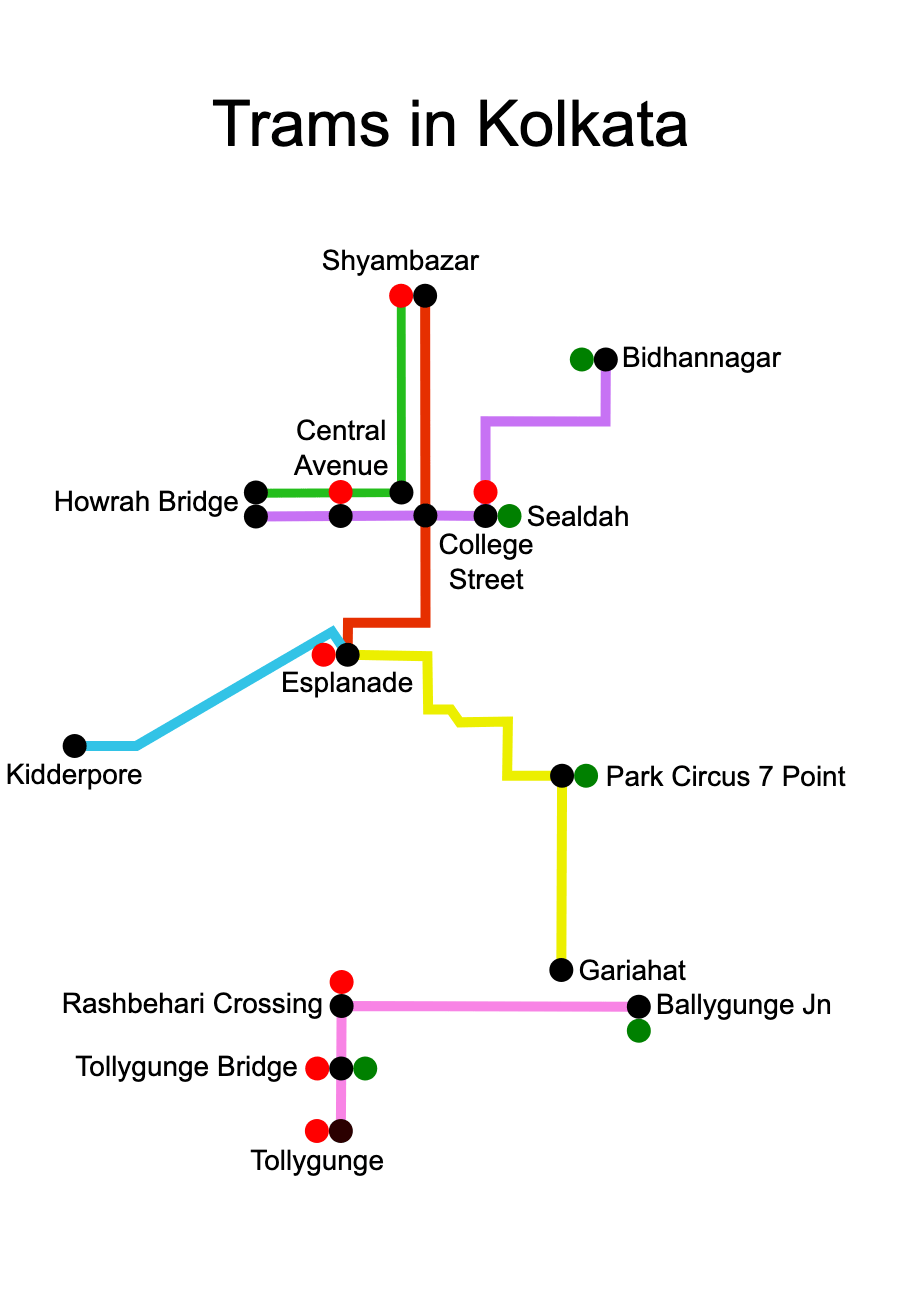 Trams in Kolkata
Shyambazar
Bidhannagar
Central
Avenue
Howrah Bridge
Sealdah
College
Street
Esplanade
Kidderpore
Park Circus 7 Point
Gariahat
Rashbehari Crossing
Ballygunge Jn
Tollygunge Bridge
Tollygunge